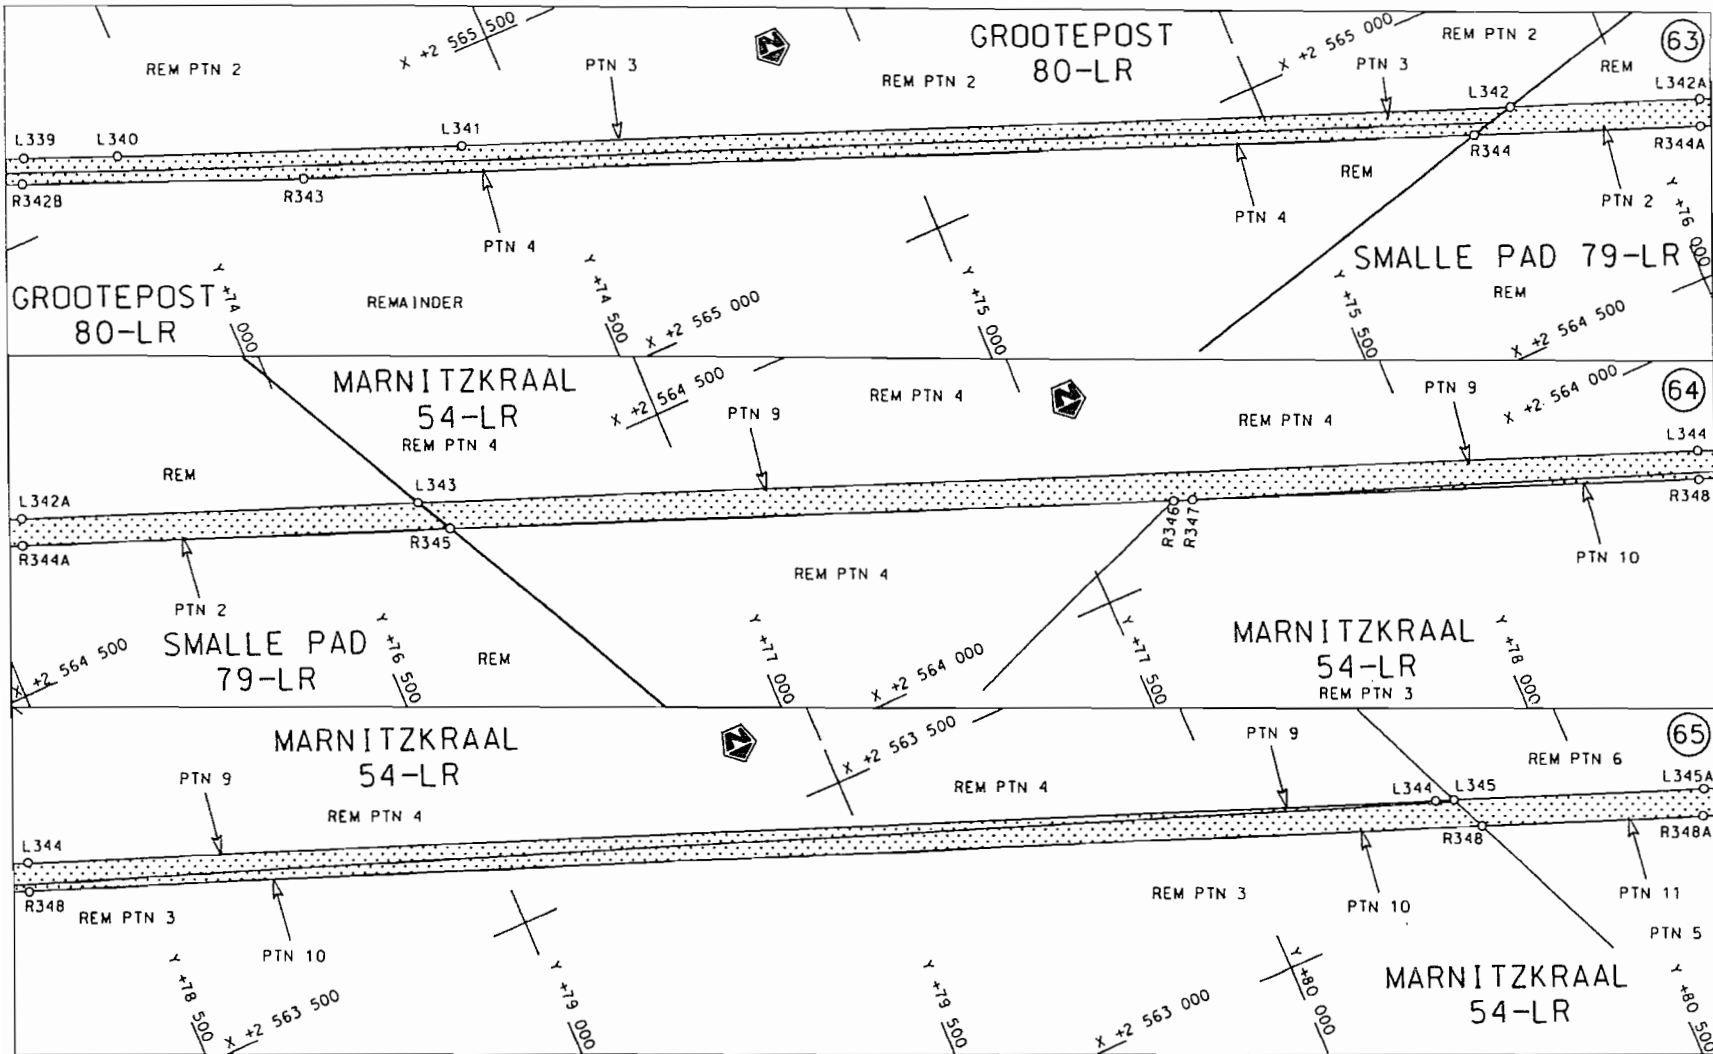 X +2 565 500
GROOTEPOST
80-LR
X +2 565 000
REM PTN 2
63
REM PTN 2
PTN 3
REM PTN 2
PTN 3
REM
L342
L342A
L339
L340
L341
R342B
R343
R344
R344A
PTN 4
REM
PTN 4
PTN 2
Y +76 000
GROOTEPOST
80-LR
Y +74 000
REMAINDER
Y +74 500
X +2 565 000
Y +75 000
Y +75 500
SMALLE PAD 79-LR
REM
X +2 564 500
MARNITZKRAAL
54-LR
X +2 564 500
REM PTN 4
PTN 9
X +2 564 000
64
REM PTN 4
PTN 9
REM PTN 4
REM
L342A
L343
L344
R344A
R345
R346
R347
R348
PTN 2
REM PTN 4
PTN 10
X +2 564 500
SMALLE PAD
79-LR
Y +76 500
REM
Y +77 000
X +2 564 000
Y +77 500
MARNITZKRAAL
54-LR
REM PTN 3
Y +78 000
MARNITZKRAAL
54-LR
X +2 563 500
PTN 9
REM PTN 6
65
PTN 9
REM PTN 4
REM PTN 4
L344
L345
L345A
L344
R348
R348
R348A
REM PTN 3
PTN 10
REM PTN 3
PTN 10
PTN 11
PTN 5
Y +78 500
X +2 563 500
Y +79 000
Y +79 500
X +2 563 000
Y +80 000
MARNITZKRAAL
54-LR
Y +80 500